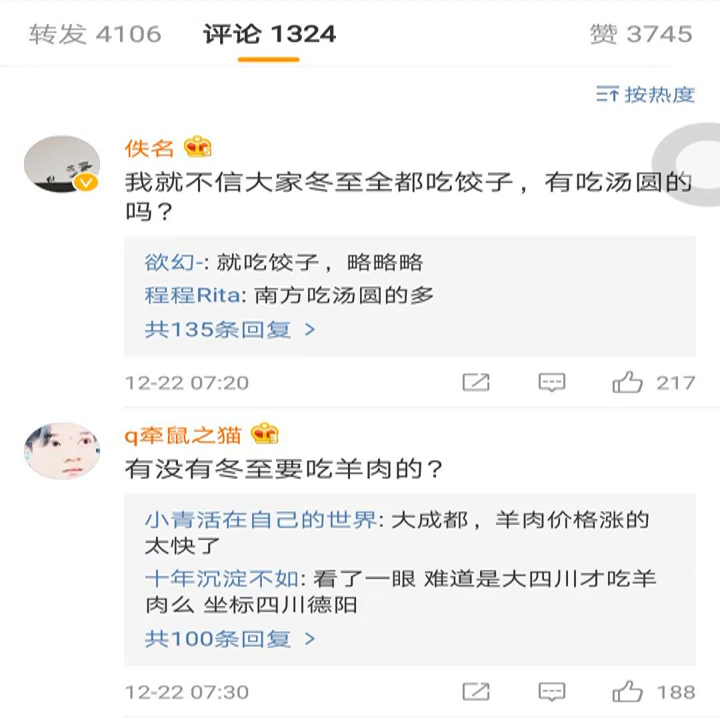 转发 4106 评论 1324 赞 3745
按热度
佚名
我就不信大家冬至全都吃饺子，有吃汤圆的
吗？
欲幻-: 就吃饺子，略略略
程程Rita: 南方吃汤圆的多
共135条回复 >
12-22 07:20 217
q牵鼠之猫
有没有冬至要吃羊肉的？
小青活在自己的世界: 大成都，羊肉价格涨的
太快了
十年沉淀不如: 看了一眼 难道是大四川才吃羊
肉么 坐标四川德阳
共100条回复 >
12-22 07:30 188